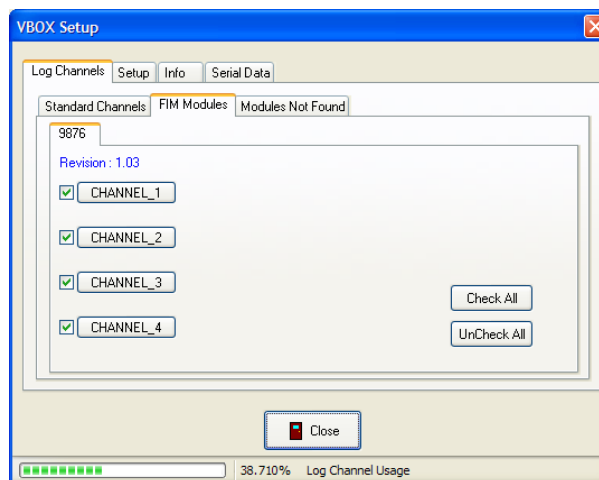 VBOX Setup
Log Channels Setup Info Serial Data
Standard Channels FIM Modules Modules Not Found
9876
Revision : 1.03
CHANNEL_1
CHANNEL_2
CHANNEL_3
Check All
CHANNEL_4
UnCheck All
Close
38.710% Log Channel Usage